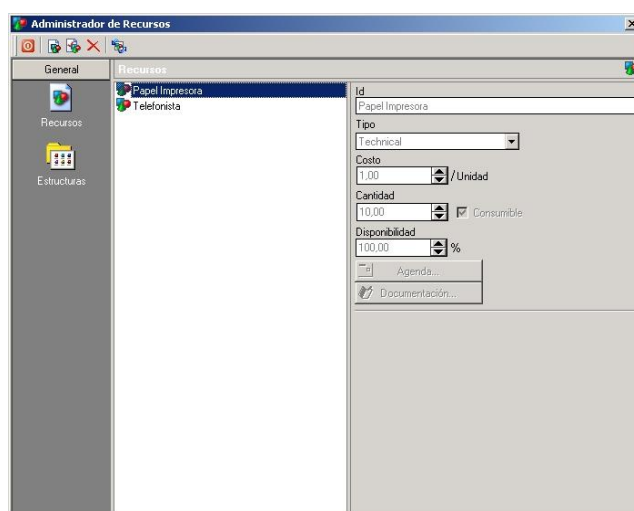 Administrador de Recursos
General
Recursos
Estructuras
Recursos
Papel Impresora
Telefonista
Id
Papel Impresora
Tipo
Technical
Costo
1,00 /Unidad
Cantidad
10,00 Consumible
Disponibilidad
100,00 %
Agenda...
Documentación...